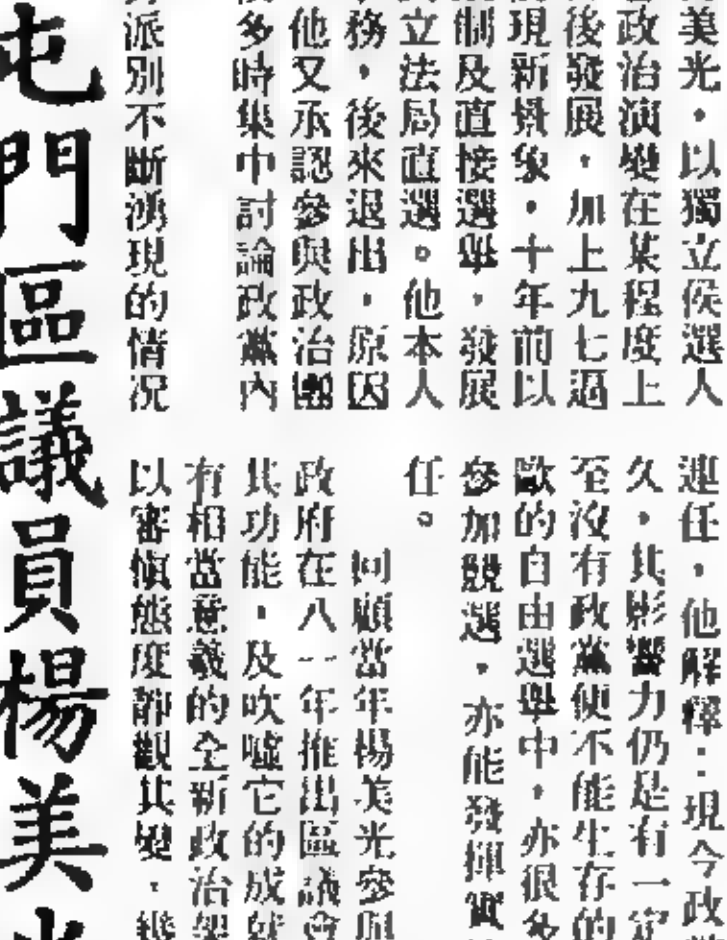 美光，以獨立侯選人
政治演變在某程度上
後發展，加上九七逼
現新景象，十年前以
制及直接選舉，發展
立法局直選。他本人
務，後來退出，原因
他又承認參與政治團
多時集中討論政黨內
派別不斷湧現的情況
連任，他解釋：現今政
久，其影響力仍是有一定
至沒有政黨便不能生存的
歐的自由選舉中，亦很多
參加競選，亦能發揮實
任。
回顧當年楊美光參與
政府在八一年推出區議會
其功能，及吹噓它的成就
有相當意義的全新政治架
以審慎態度靜觀其變，幾
屯門區議員楊美光